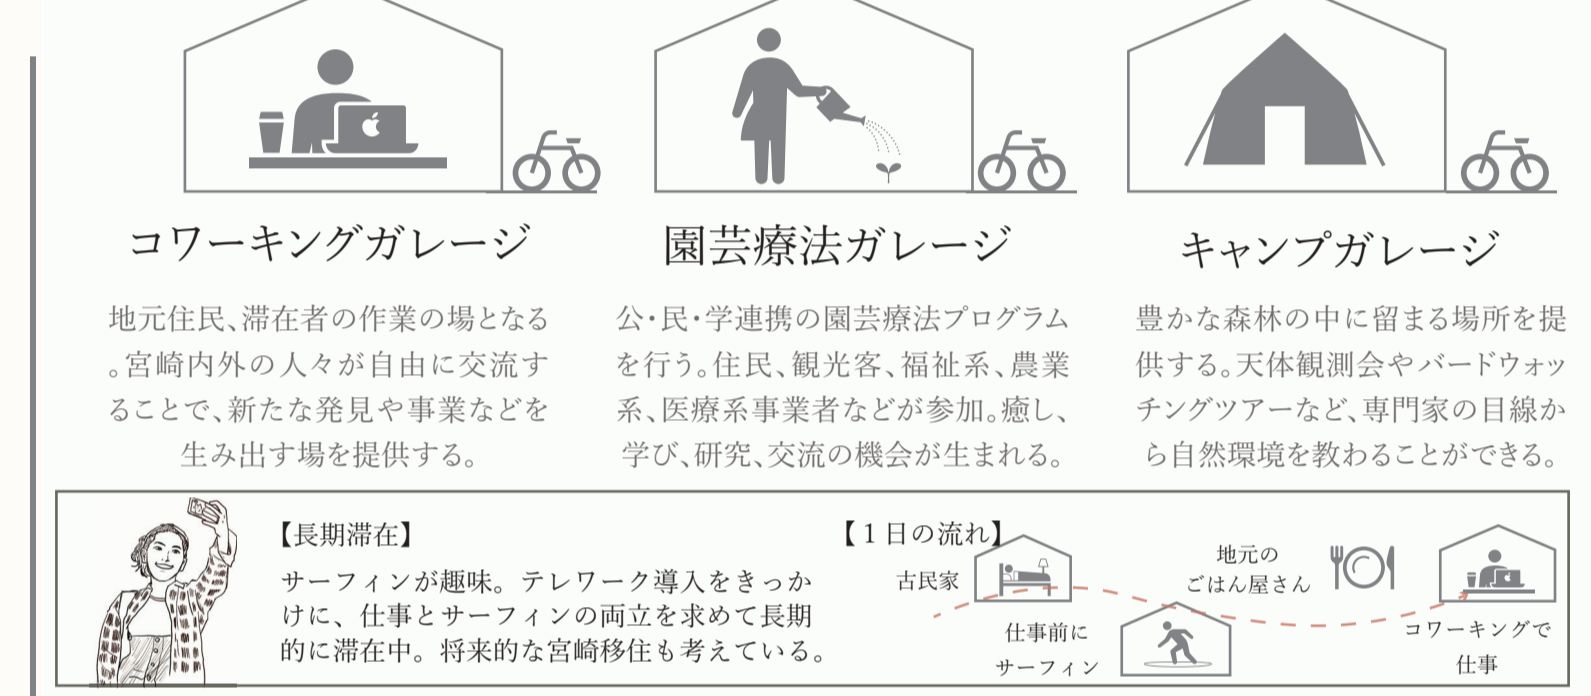 コワーキングガレージ
地元住民、滞在者の作業の場となる
。宮崎内外の人々が自由に交流す
ることで、新たな発見や事業などを
生み出す場を提供する。
園芸療法ガレージ
公・民・学連携の園芸療法プログラム
を行う。住民、観光客、福祉系、農業
系、医療系事業者などが参加。癒し、
学び、研究、交流の機会が生まれる。
キャンプガレージ
豊かな森林の中に留まる場所を提
供する。天体観測会やバードウォッ
チングツアーなど、専門家の目線か
ら自然環境を教わることができる。
【長期滞在】
サーフィンが趣味。テレワーク導入をきっか
けに、仕事とサーフィンの両立を求めて長期
的に滞在中。将来的な宮崎移住も考えている。
【１日の流れ】
古民家
仕事前に
サーフィン
地元の
ごはん屋さん
コワーキングで
仕事